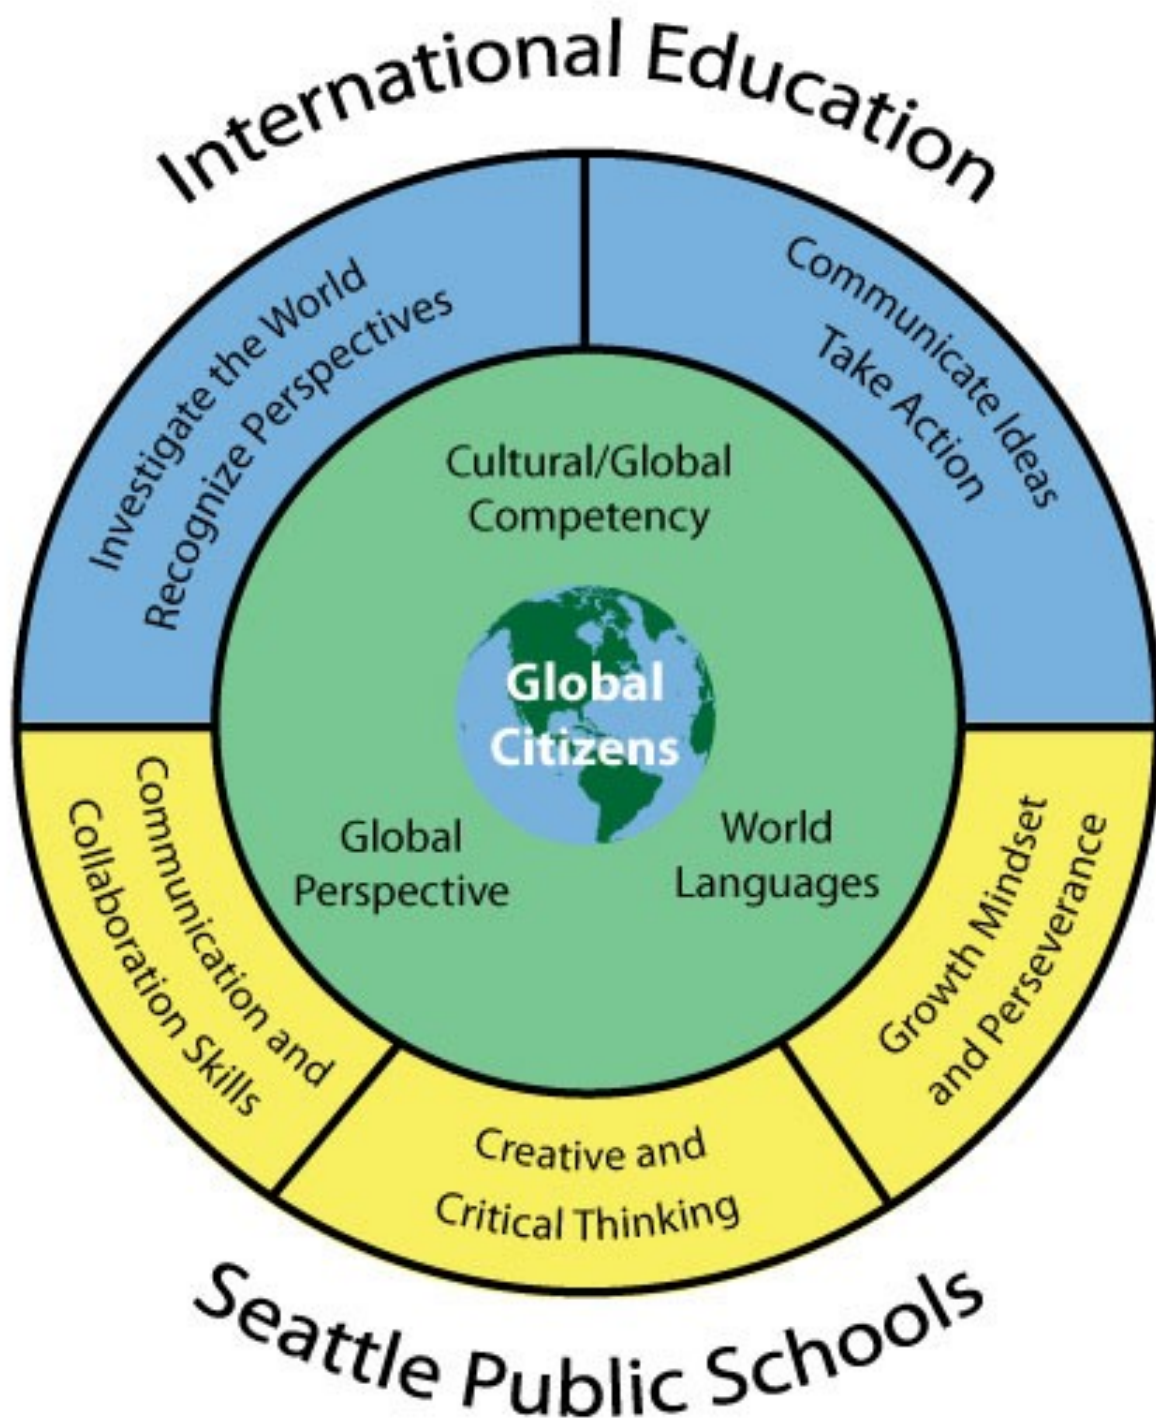 International Education
Investigate the World
Recognize Perspectives
Communicate Ideas
Take Action
Cultural/Global
Competency
Global
Citizens
Global
Perspective
World
Languages
Communication and
Collaboration Skills
Creative and
Critical Thinking
Growth Mindset
and Perseverance
Seattle Public Schools